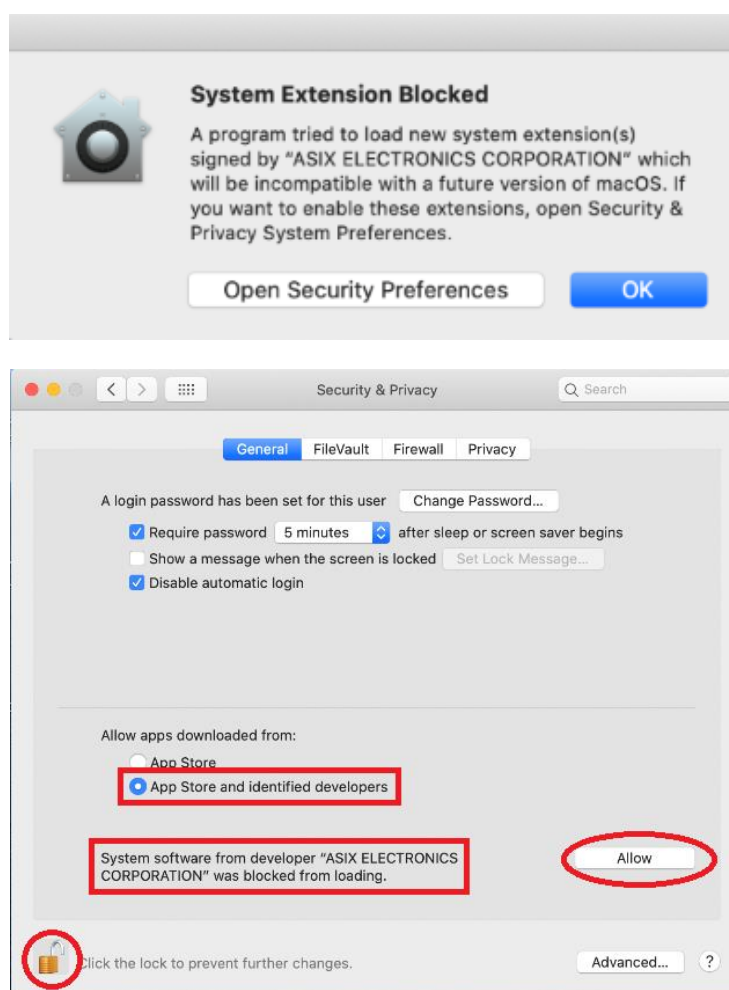 System Extension Blocked
A program tried to load new system extension(s)
signed by "ASIX ELECTRONICS CORPORATION" which
will be incompatible with a future version of macOS. If
you want to enable these extensions, open Security &
Privacy System Preferences.
Open Security Preferences OK
Security & Privacy Search
General FileVault Firewall Privacy
A login password has been set for this user Change Password...
Require password 5 minutes after sleep or screen saver begins
Show a message when the screen is locked Set Lock Message...
Disable automatic login
Allow apps downloaded from:
App Store
App Store and identified developers
System software from developer "ASIX ELECTRONICS
CORPORATION" was blocked from loading.
Allow
Click the lock to prevent further changes.
Advanced... ?